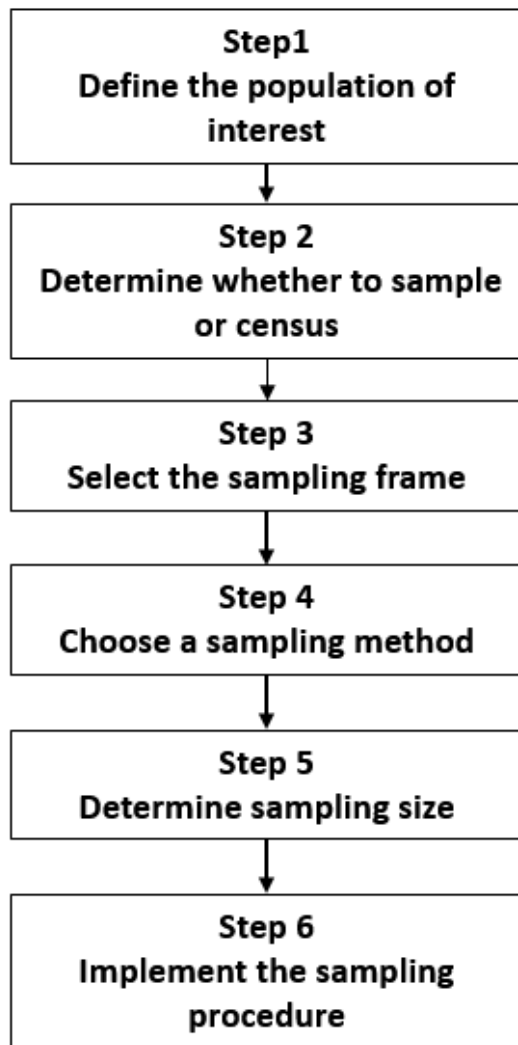 Step1
Define the population of
interest
Step 2
Determine whether to sample
or census
Step 3
Select the sampling frame
Step 4
Choose a sampling method
Step 5
Determine sampling size
Step 6
Implement the sampling
procedure